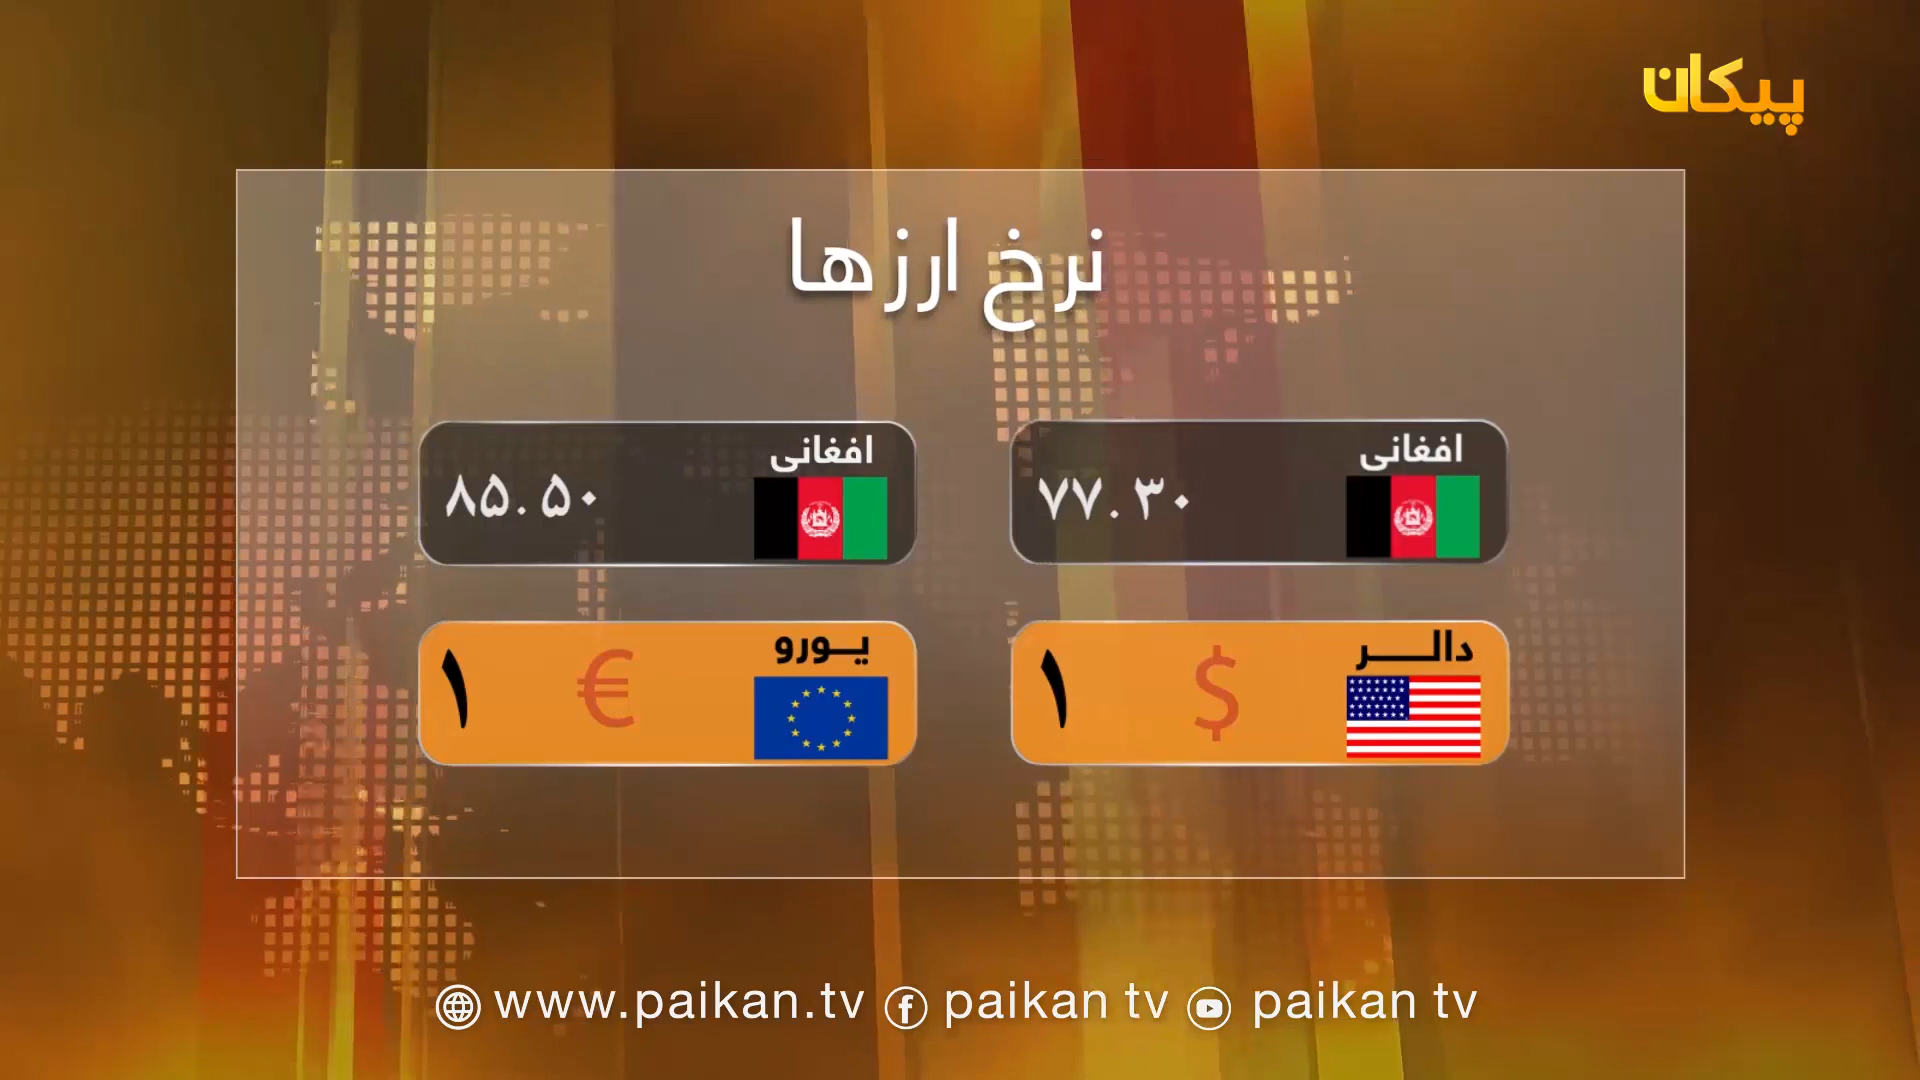 پیکان
نرخ ارزها
افغانی
۷۷.۳۰
افغانی
۸۵.۵۰
دالـــر
$
۱
یـورو
€
۱
www.paikan.tv paikan tv paikan tv